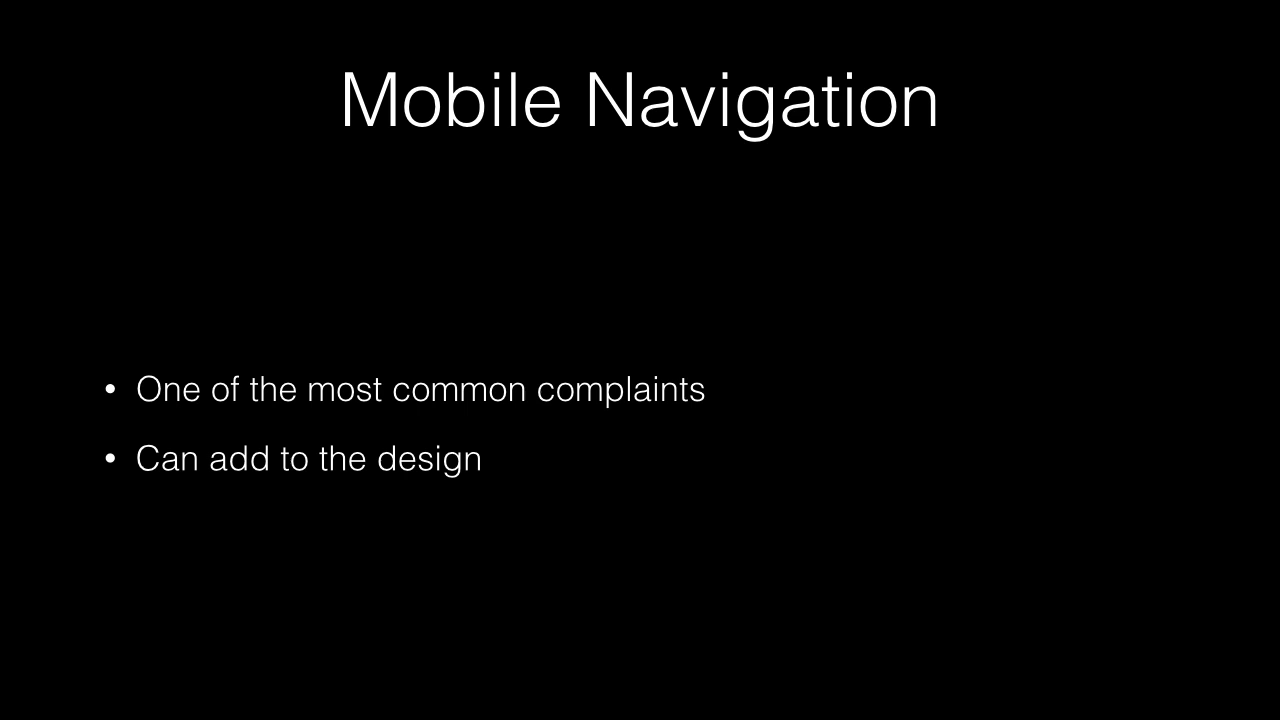 Mobile Navigation
• One of the most common complaints
• Can add to the design